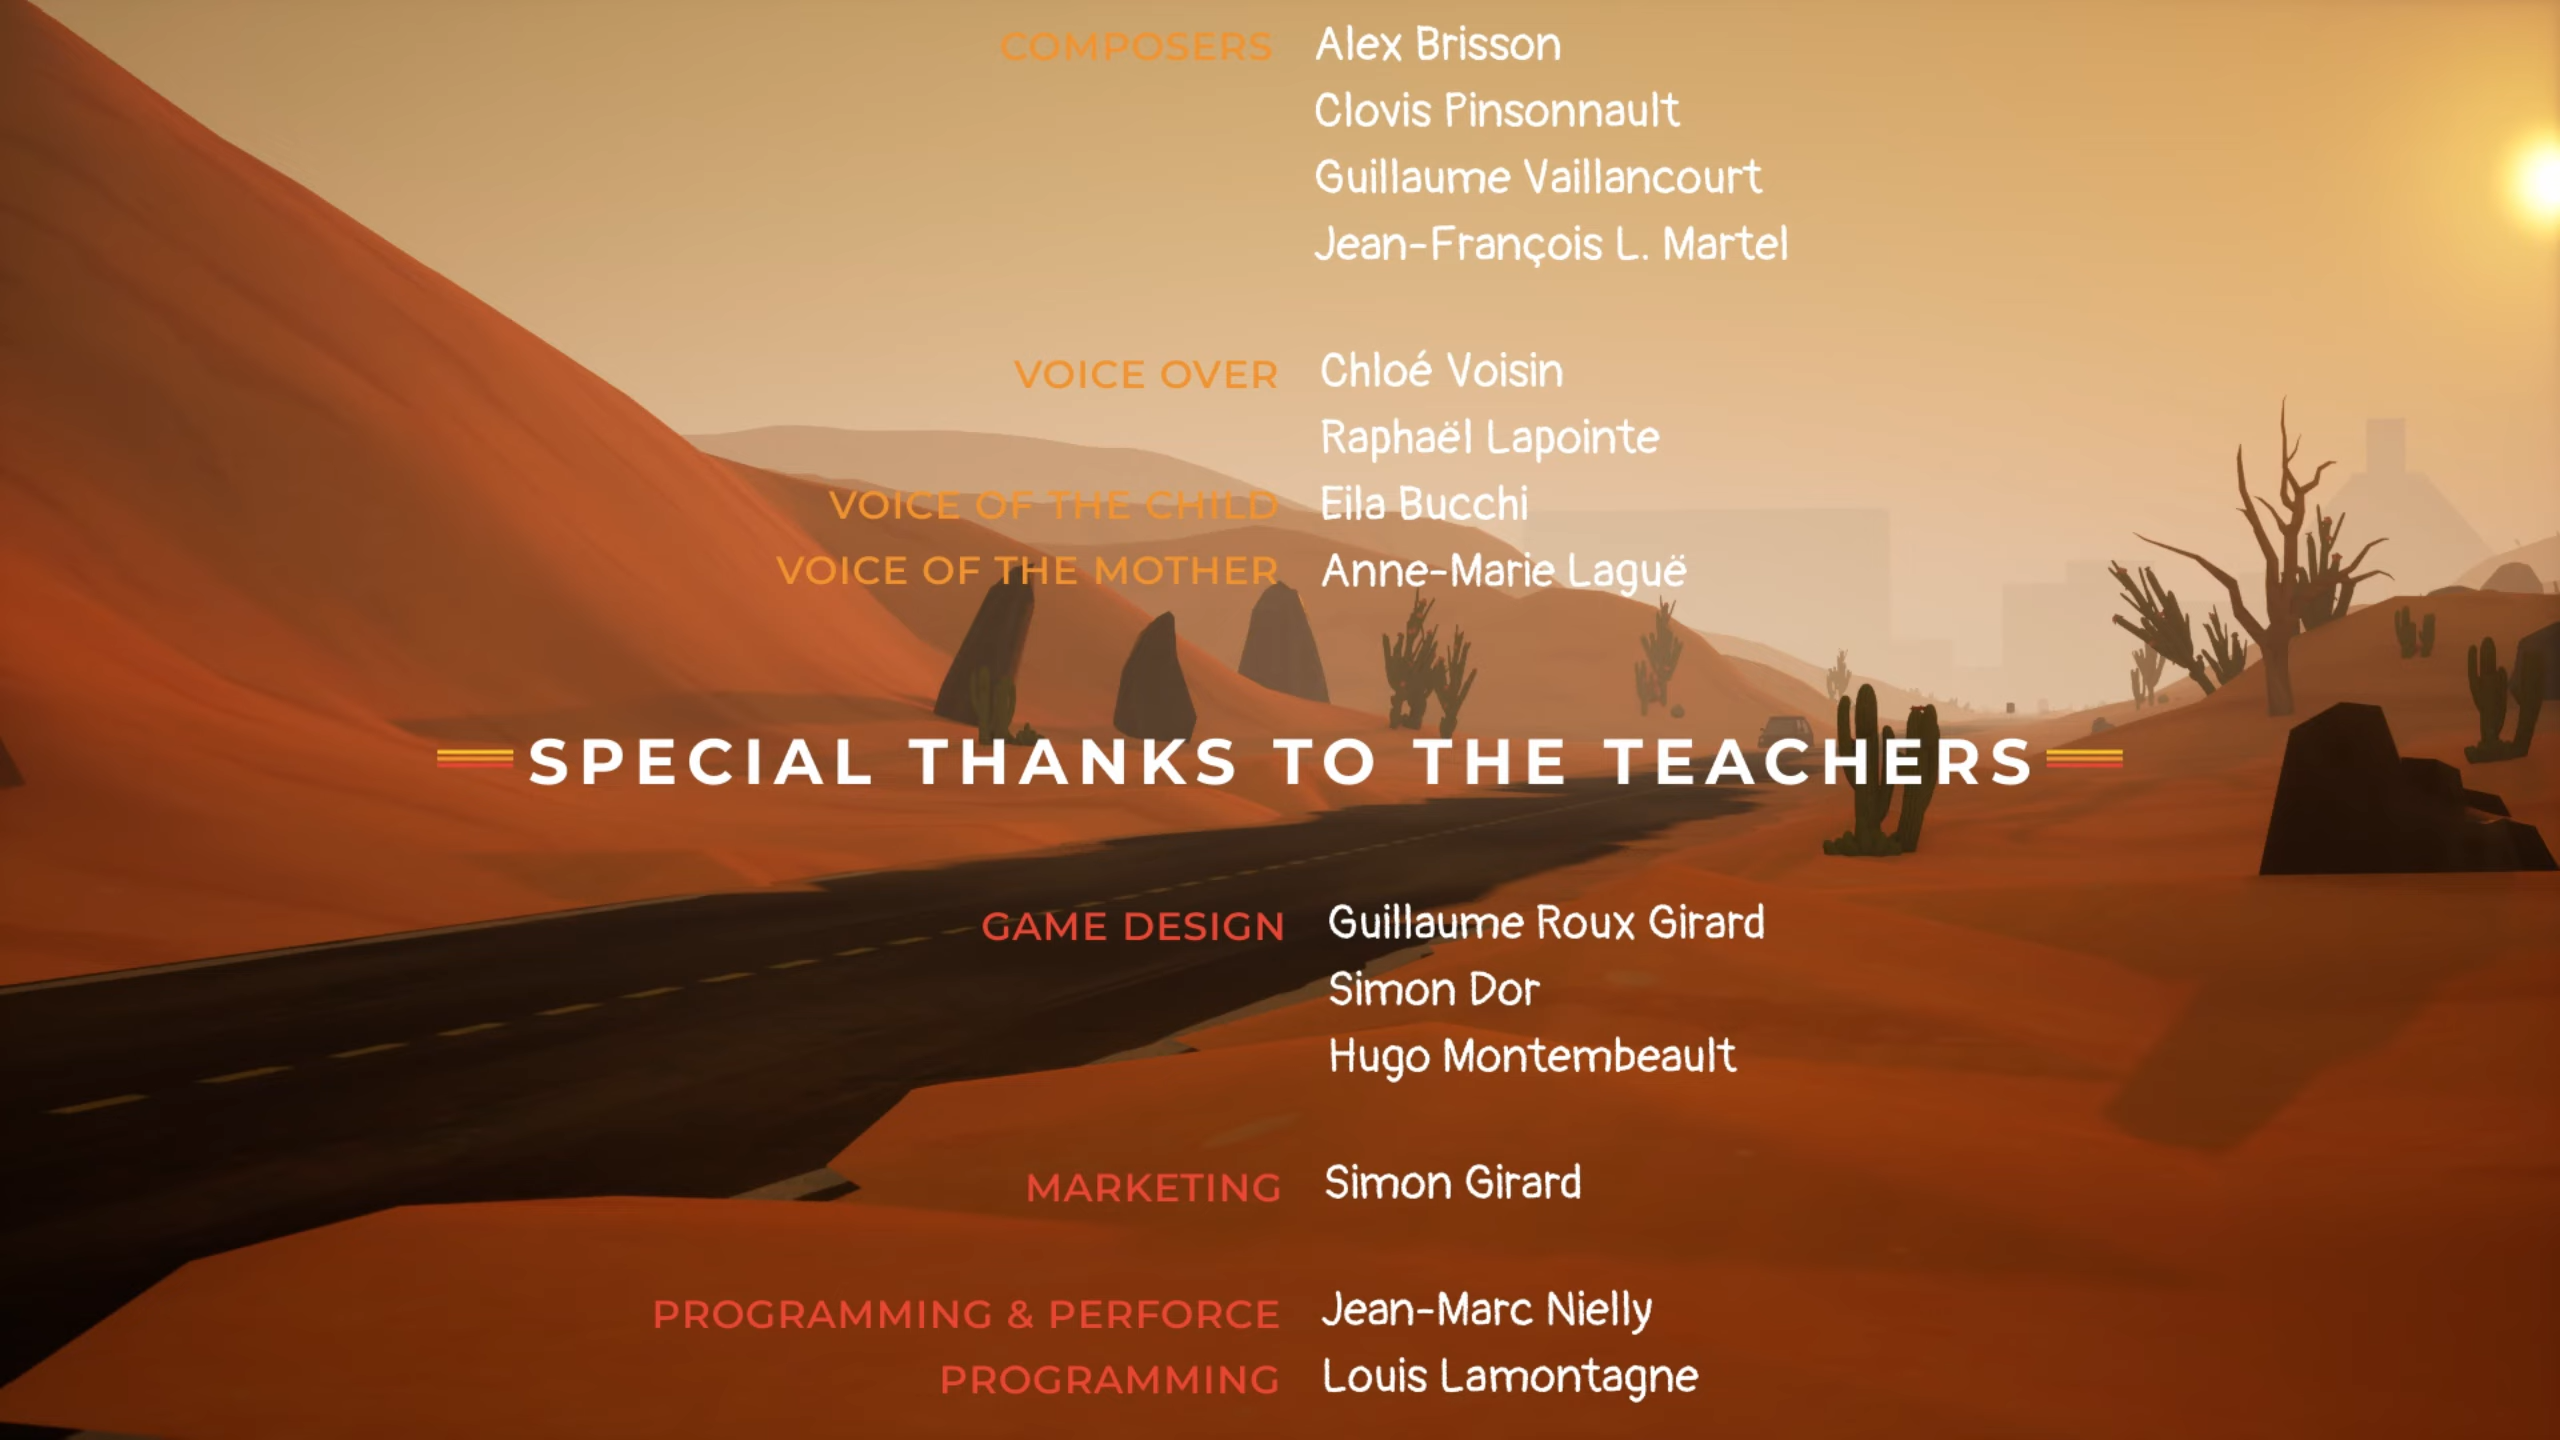 COMPOSERS Alex Brisson
Clovis Pinsonnault
Guillaume Vaillancourt
Jean-François L. Martel
VOICE OVER Chloé Voisin
Raphaël Lapointe
VOICE OF THE CHILD Eila Bucchi
VOICE OF THE MOTHER Anne-Marie Laguë
SPECIAL THANKS TO THE TEACHERS
GAME DESIGN Guillaume Roux Girard
Simon Dor
Hugo Montembeault
MARKETING Simon Girard
PROGRAMMING & PERFORCE Jean-Marc Nielly
PROGRAMMING Louis Lamontagne